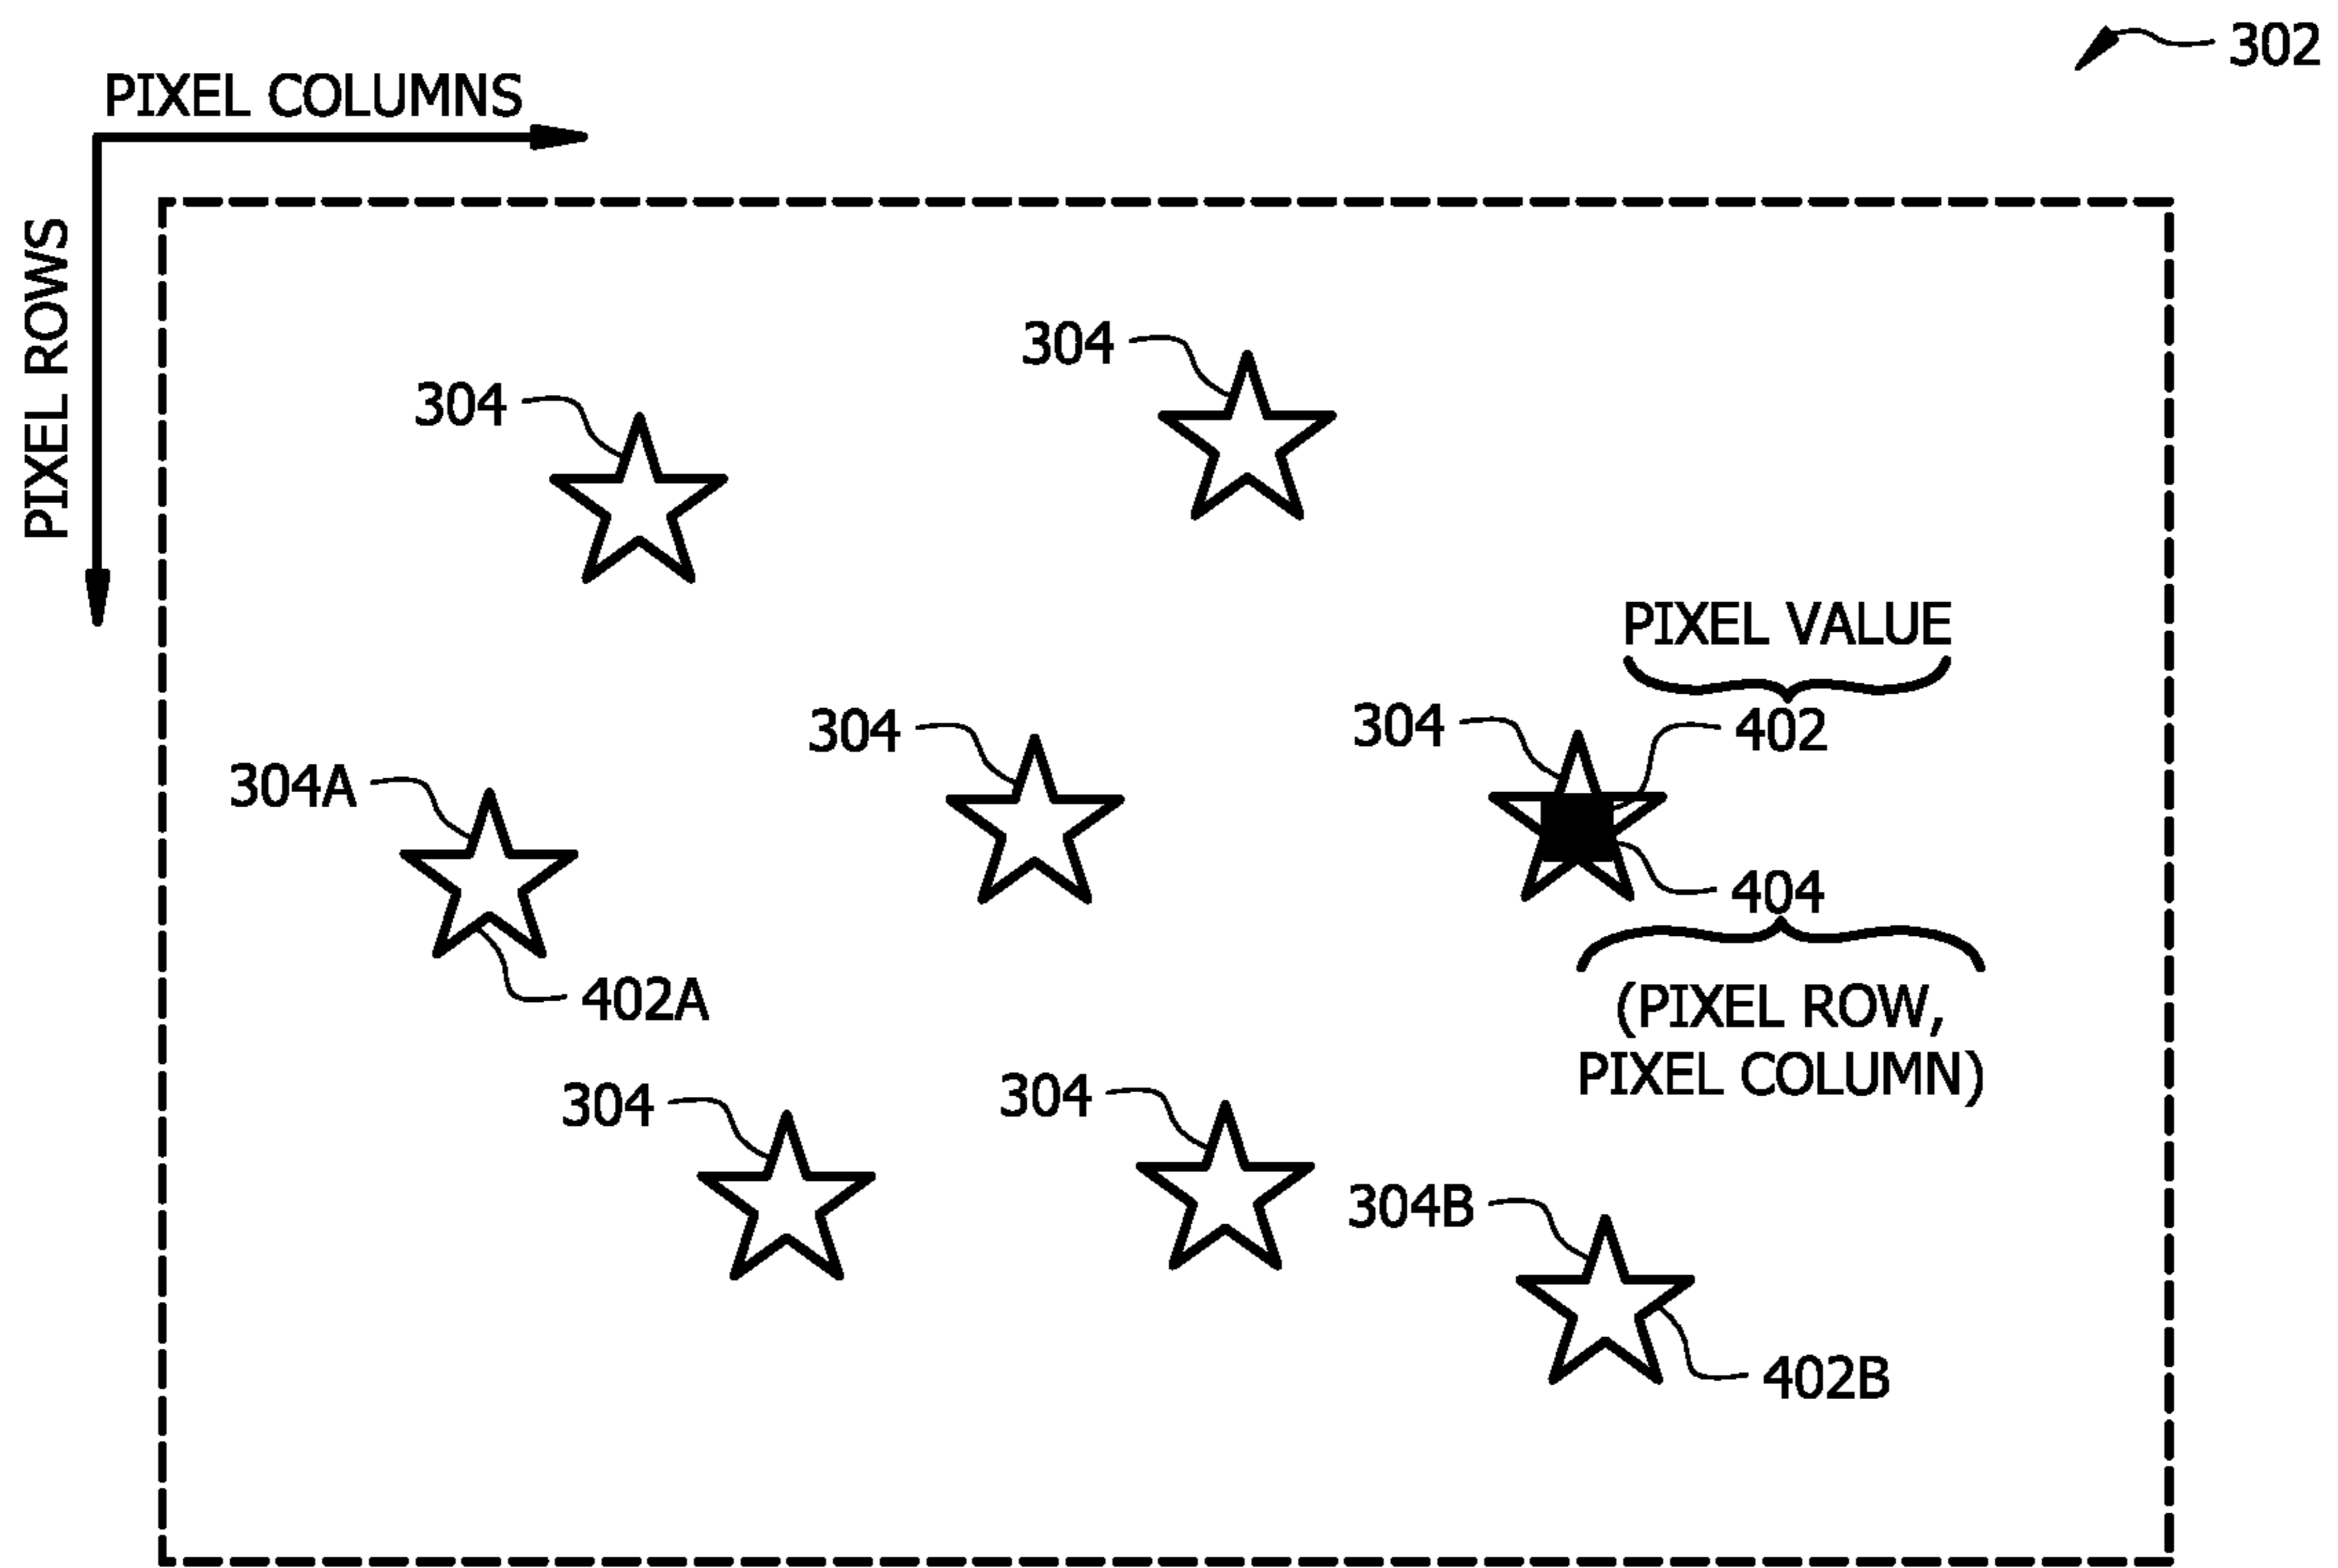 302
PIXEL COLUMNS
PIXEL ROWS
304
304
PIXEL VALUE
304
304
402
304A
404
402A
(PIXEL ROW,
PIXEL COLUMN)
304
304
304B
402B